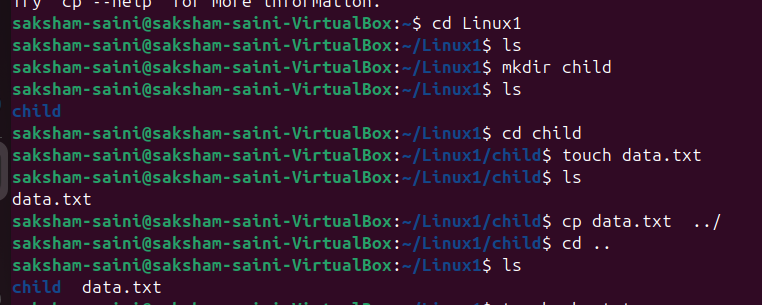 Try 'cp --help' for more information.
saksham-saini@saksham-saini-VirtualBox:~$ cd Linux1
saksham-saini@saksham-saini-VirtualBox:~/Linux1$ ls
saksham-saini@saksham-saini-VirtualBox:~/Linux1$ mkdir child
saksham-saini@saksham-saini-VirtualBox:~/Linux1$ ls
child
saksham-saini@saksham-saini-VirtualBox:~/Linux1$ cd child
saksham-saini@saksham-saini-VirtualBox:~/Linux1/child$ touch data.txt
saksham-saini@saksham-saini-VirtualBox:~/Linux1/child$ ls
data.txt
saksham-saini@saksham-saini-VirtualBox:~/Linux1/child$ cp data.txt  ../
saksham-saini@saksham-saini-VirtualBox:~/Linux1/child$ cd ..
saksham-saini@saksham-saini-VirtualBox:~/Linux1$ ls
child  data.txt